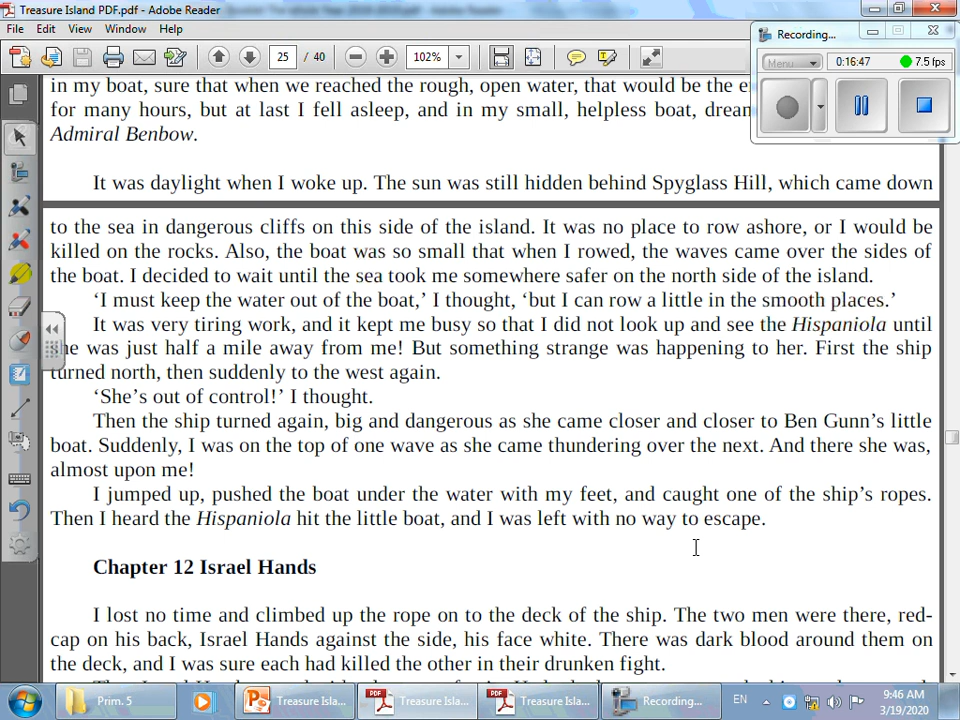 Treasure Island PDF.pdf - Adobe Reader
File Edit View Window Help
25 / 40 102%
Recording...
Menu 0:16:47 7.5 fps
in my boat, sure that when we reached the rough, open water, that would be the e
for many hours, but at last I fell asleep, and in my small, helpless boat, drea
Admiral Benbow.
It was daylight when I woke up. The sun was still hidden behind Spyglass Hill, which came down
to the sea in dangerous cliffs on this side of the island. It was no place to row ashore, or I would be
killed on the rocks. Also, the boat was so small that when I rowed, the waves came over the sides of
the boat. I decided to wait until the sea took me somewhere safer on the north side of the island.
‘I must keep the water out of the boat,’ I thought, ‘but I can row a little in the smooth places.’
It was very tiring work, and it kept me busy so that I did not look up and see the Hispaniola until
she was just half a mile away from me! But something strange was happening to her. First the ship
turned north, then suddenly to the west again.
‘She’s out of control!’ I thought.
Then the ship turned again, big and dangerous as she came closer and closer to Ben Gunn’s little
boat. Suddenly, I was on the top of one wave as she came thundering over the next. And there she was,
almost upon me!
I jumped up, pushed the boat under the water with my feet, and caught one of the ship’s ropes.
Then I heard the Hispaniola hit the little boat, and I was left with no way to escape.
Chapter 12 Israel Hands
I lost no time and climbed up the rope on to the deck of the ship. The two men were there, red-
cap on his back, Israel Hands against the side, his face white. There was dark blood around them on
the deck, and I was sure each had killed the other in their drunken fight.
Prim. 5 Treasure Isla... Treasure Isla... Treasure Isla... Recording... EN 9:46 AM
3/19/2020